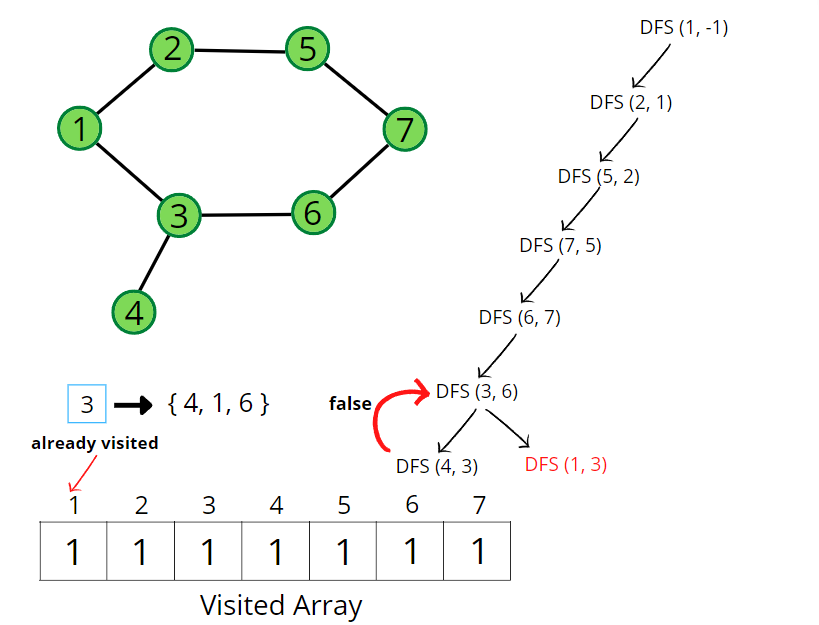 2
5
1
7
3
6
4
DFS (1, -1)
DFS (2, 1)
DFS (5, 2)
DFS (7, 5)
DFS (6, 7)
DFS (3, 6)
false
DFS (4, 3)
DFS (1, 3)
3
{ 4, 1, 6 }
already visited
1 2 3 4 5 6 7
1 1 1 1 1 1 1
Visited Array